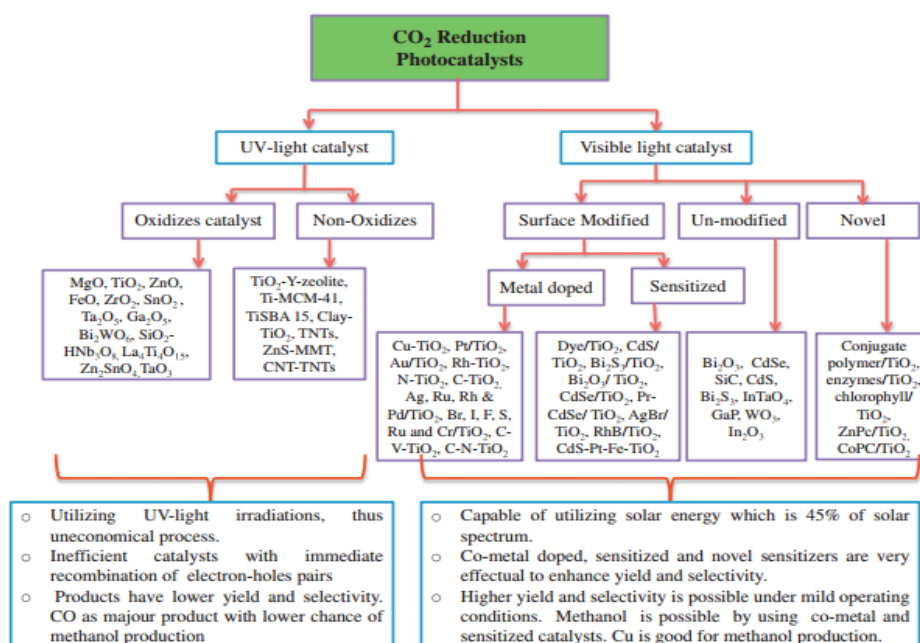 CO₂ Reduction
Photocatalysts
UV-light catalyst
Visible light catalyst
Oxidizes catalyst
Non-Oxidizes
Surface Modified
Un-modified
Novel
Metal doped
Sensitized
MgO, TiO₂, ZnO,
FeO, ZrO₂, SnO₂ ,
Ta₂O₅, Ga₂O₅,
Bi₂WO₆, SiO₂-
HNb₃O₈, La₄Ti₄O₁₅,
Zn₂SnO₄, TaO₃
TiO₂-Y-zeolite,
Ti-MCM-41,
TiSBA 15, Clay-
TiO₂, TNTs,
ZnS-MMT,
CNT-TNTs
Cu-TiO₂, Pt/TiO₂,
Au/TiO₂, Rh-TiO₂,
N-TiO₂, C-TiO₂,
Ag, Ru, Rh &
Pd/TiO₂, Br, I, F, S,
Ru and Cr/TiO₂, C-
V-TiO₂, C-N-TiO₂
Dye/TiO₂, CdS/
TiO₂, Bi₂S₃/TiO₂,
Bi₂O₃/ TiO₂,
CdSe/TiO₂, Pr-
CdSe/ TiO₂, AgBr/
TiO₂, RhB/TiO₂,
CdS-Pt-Fe-TiO₂
Bi₂O₃, CdSe,
SiC, CdS,
Bi₂S₃, InTaO₄,
GaP, WO₃,
In₂O₃
Conjugate
polymer/TiO₂,
enzymes/TiO₂,
chlorophyll/
TiO₂,
ZnPc/TiO₂,
CoPC/TiO₂
○ Utilizing UV-light irradiations, thus
uneconomical process.
○ Inefficient catalysts with immediate
recombination of electron-holes pairs
○ Products have lower yield and selectivity.
CO as majour product with lower chance of
methanol production
○ Capable of utilizing solar energy which is 45% of solar
spectrum.
○ Co-metal doped, sensitized and novel sensitizers are very
effectual to enhance yield and selectivity.
○ Higher yield and selectivity is possible under mild operating
conditions. Methanol is possible by using co-metal and
sensitized catalysts. Cu is good for methanol production.